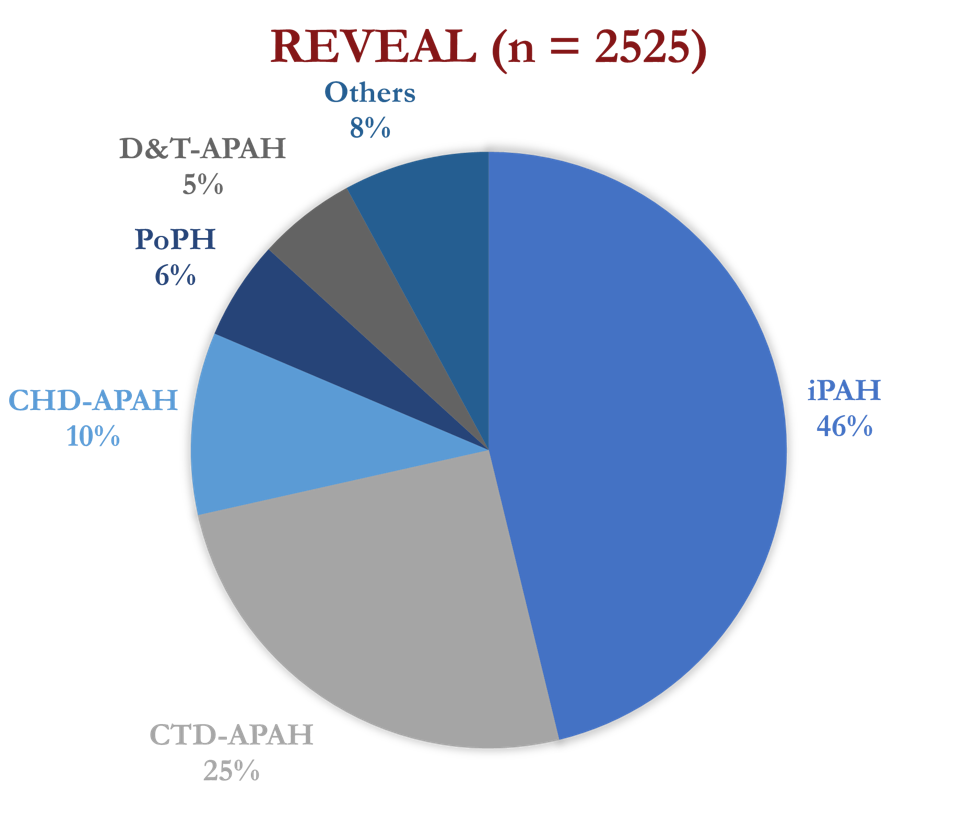 REVEAL (n = 2525)
Others
8%
D&T-APAH
5%
PoPH
6%
CHD-APAH
10%
iPAH
46%
CTD-APAH
25%